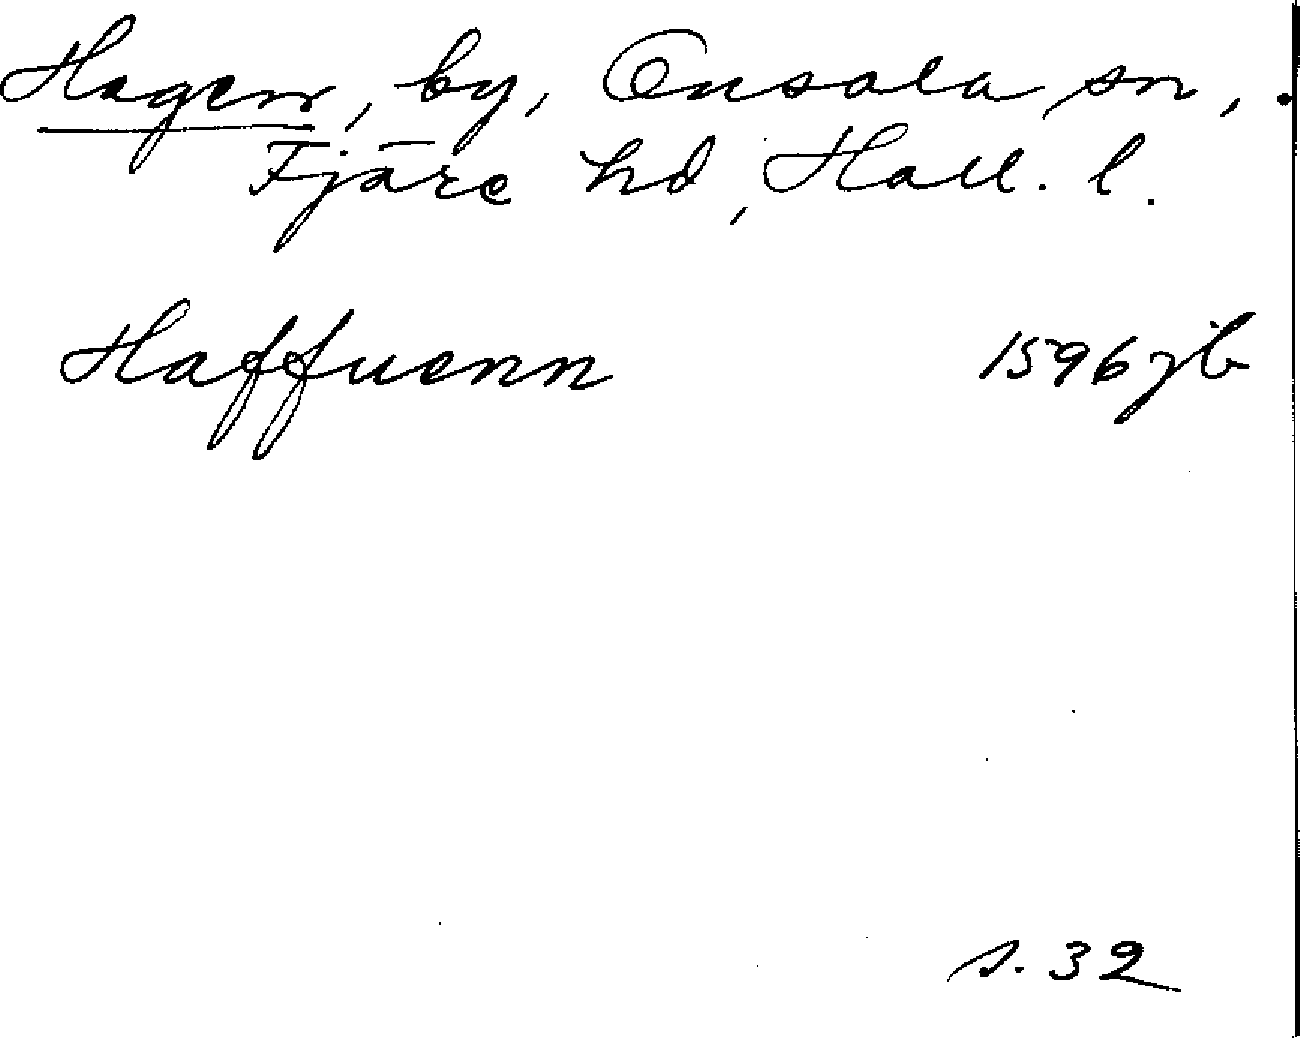 Hagen, by, Onsala sn,
Fjäre hd, Hall. l.
Haffuenn 1596 jb
s. 32